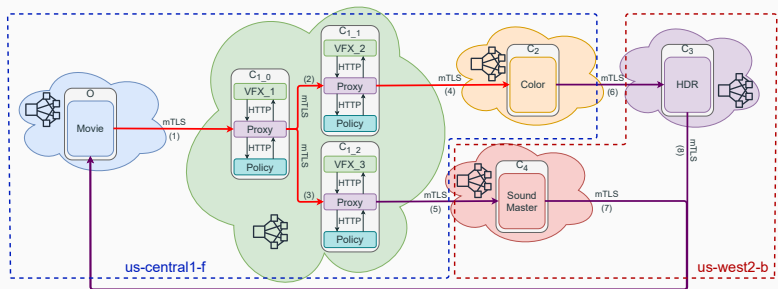 O
Movie
mTLS
(1)
C1_0
VFX_1
HTTP
Proxy
HTTP
Policy
(2)
mTLS
mTLS
(3)
C1_1
VFX_2
HTTP
Proxy
HTTP
Policy
C1_2
VFX_3
HTTP
Proxy
HTTP
Policy
mTLS
(4)
C2
Color
mTLS
(6)
C3
HDR
mTLS
(8)
mTLS
(5)
C4
Sound
Master
mTLS
(7)
us-central1-f
us-west2-b